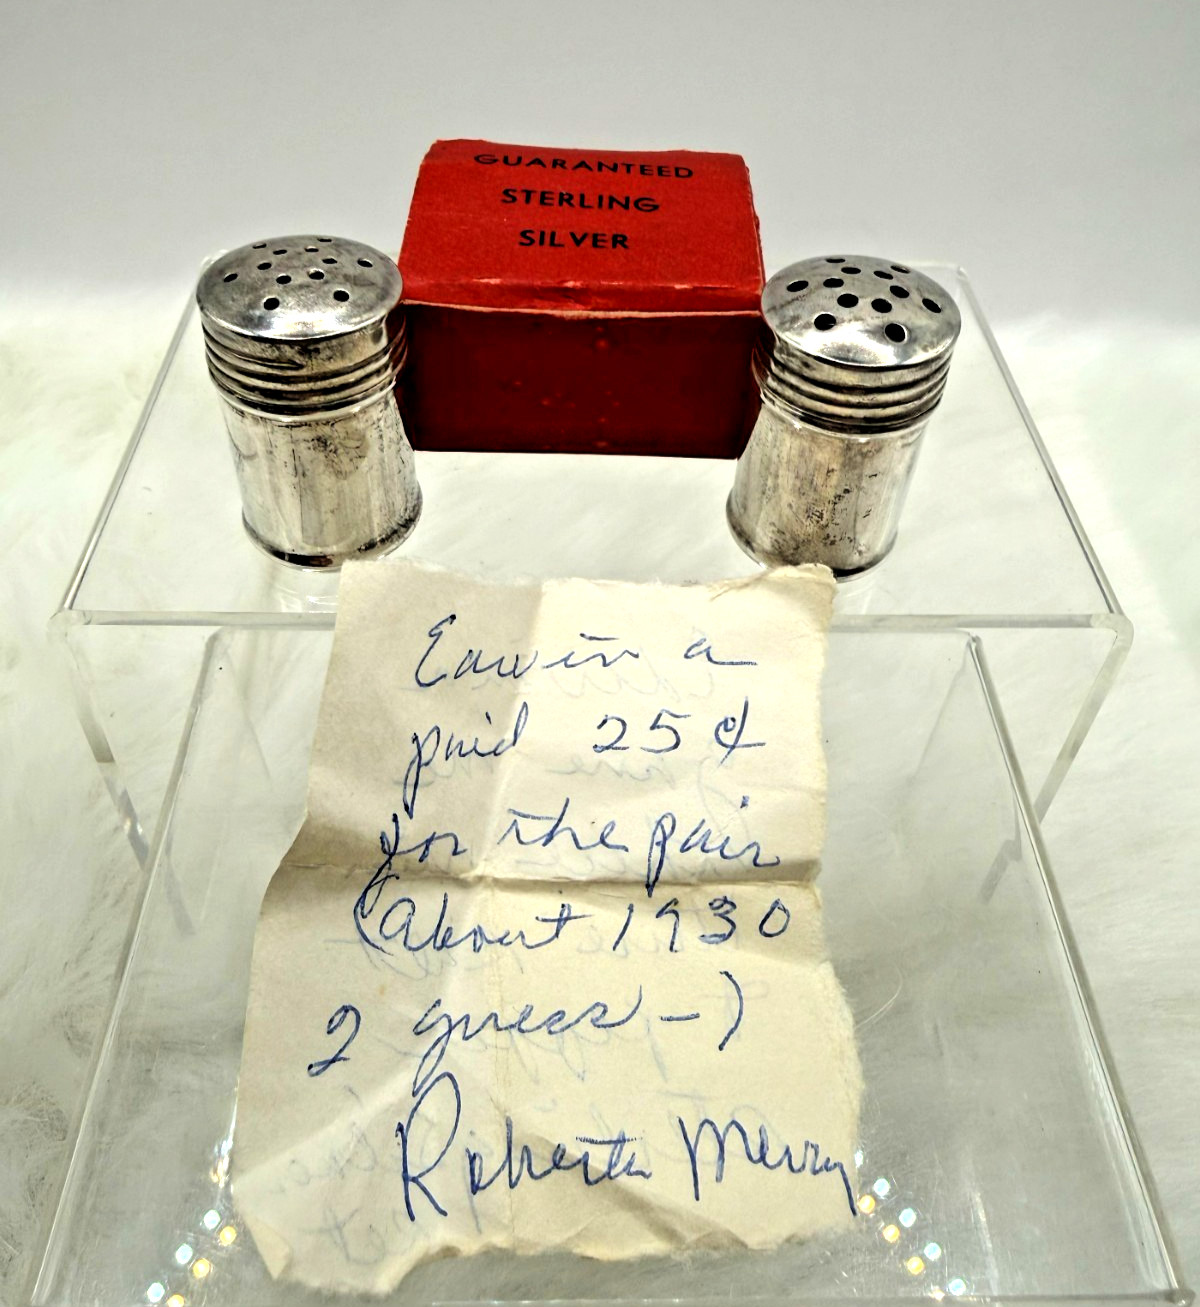 GUARANTEED
STERLING
SILVER
Edwin a
paid 25¢
for the pair
(about 1930
I guess -)
Roberta Merry